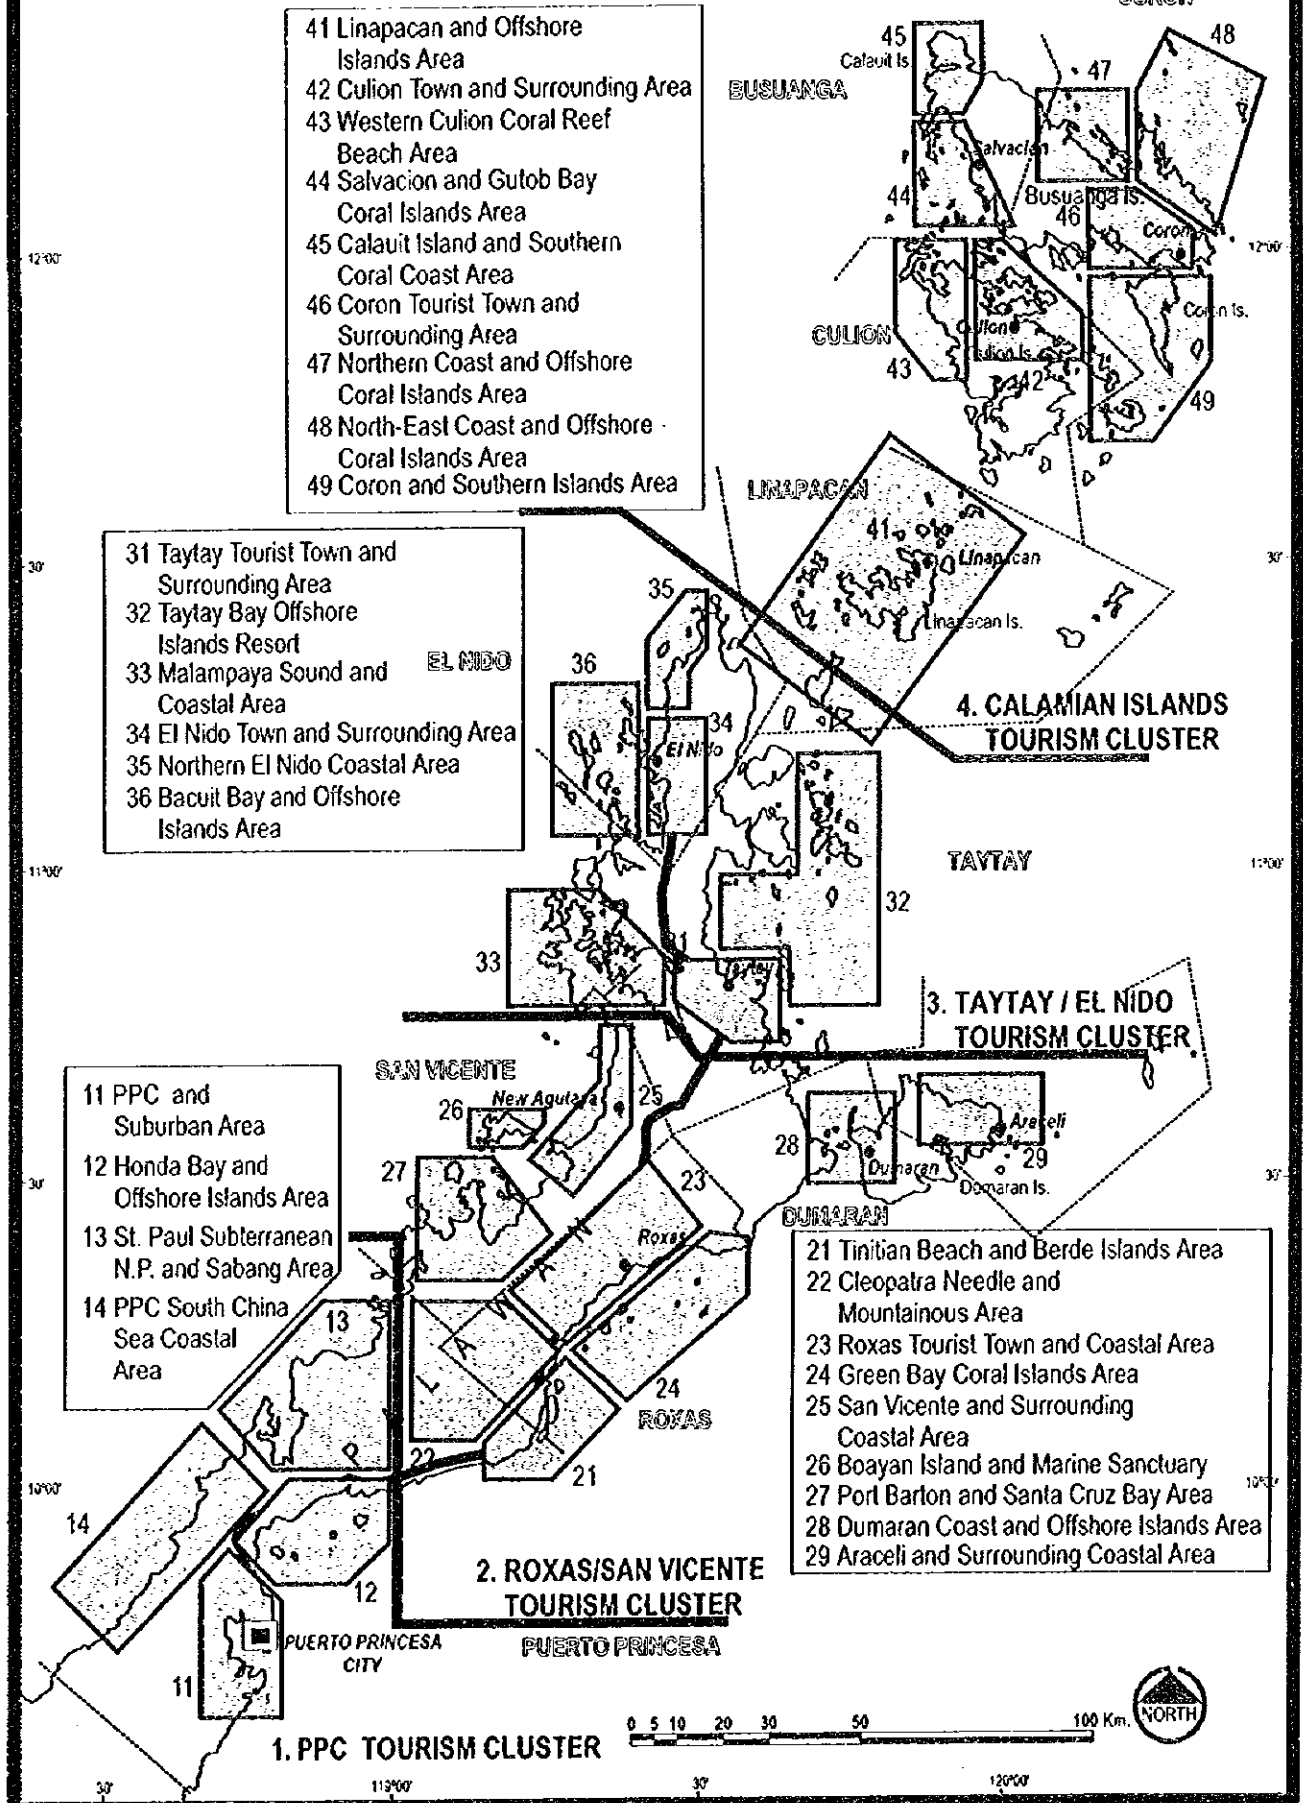 41 Linapacan and Offshore
Islands Area
42 Culion Town and Surrounding Area
43 Western Culion Coral Reef
Beach Area
44 Salvacion and Gutob Bay
Coral Islands Area
45 Calauit Island and Southern
Coral Coast Area
46 Coron Tourist Town and
Surrounding Area
47 Northern Coast and Offshore
Coral Islands Area
48 North-East Coast and Offshore
Coral Islands Area
49 Coron and Southern Islands Area
45
Calauit Is.
BUSUANGA
47
48
Salvacion
44
Busuanga Is.
46
Coron
12°00'
12°00'
Coron Is.
CULION
Culion
Culion Is.
43
42
49
LINAPACAN
41
Linapacan
Linapacan Is.
30'
30'
31 Taytay Tourist Town and
Surrounding Area
32 Taytay Bay Offshore
Islands Resort
33 Malampaya Sound and
Coastal Area
34 El Nido Town and Surrounding Area
35 Northern El Nido Coastal Area
36 Bacuit Bay and Offshore
Islands Area
35
EL NIDO
36
34
El Nido
4. CALAMIAN ISLANDS
TOURISM CLUSTER
11°00'
11°00'
TAYTAY
32
33
31
Taytay
3. TAYTAY / EL NIDO
TOURISM CLUSTER
SAN VICENTE
New Agutaya
25
26
27
28
Dumaran
Araceli
29
Dumaran Is.
DUMARAN
30'
30'
23
Roxas
11 PPC and
Suburban Area
12 Honda Bay and
Offshore Islands Area
13 St. Paul Subterranean
N.P. and Sabang Area
14 PPC South China
Sea Coastal
Area
21 Tinitian Beach and Berde Islands Area
22 Cleopatra Needle and
Mountainous Area
23 Roxas Tourist Town and Coastal Area
24 Green Bay Coral Islands Area
25 San Vicente and Surrounding
Coastal Area
26 Boayan Island and Marine Sanctuary
27 Port Barton and Santa Cruz Bay Area
28 Dumaran Coast and Offshore Islands Area
29 Araceli and Surrounding Coastal Area
13
P A L A W A N
24
ROXAS
22
21
10°00'
10°00'
14
12
2. ROXAS/SAN VICENTE
TOURISM CLUSTER
PUERTO PRINCESA
PUERTO PRINCESA
CITY
11
1. PPC TOURISM CLUSTER
0 5 10 20 30 50 100 Km.
NORTH
30'
119°00'
30'
120°00'